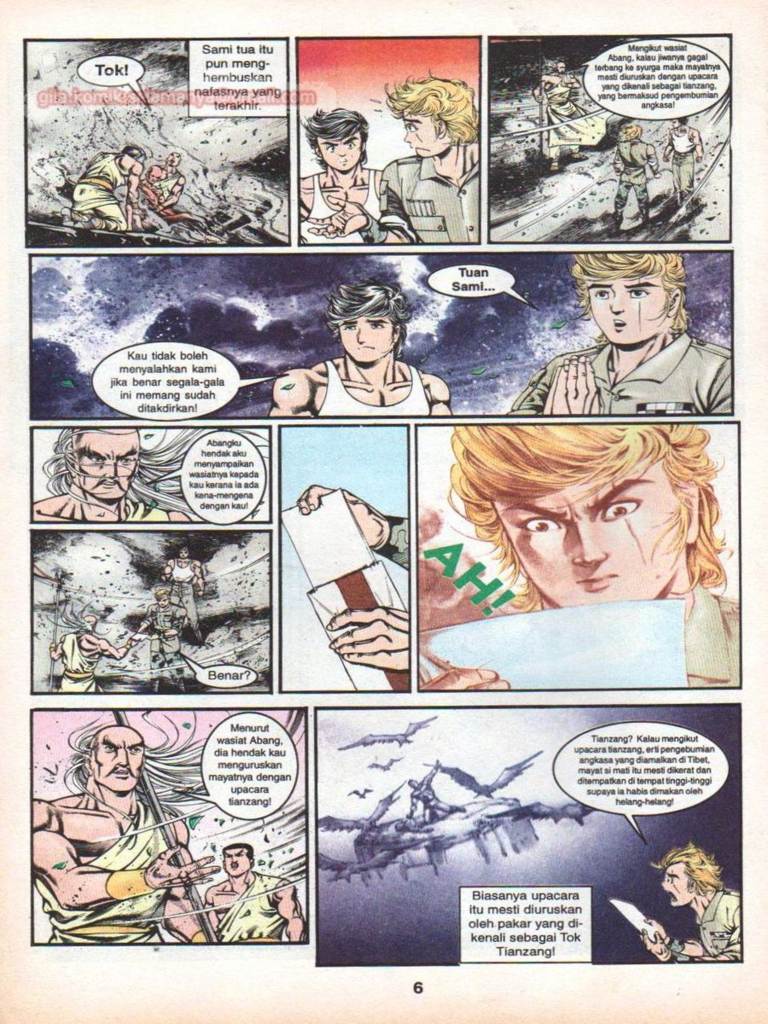 Tok!
Sami tua itu
pun meng-
hembuskan
nafasnya yang
terakhir.
Mengikut wasiat
Abang, kalau jiwanya gagal
terbang ke syurga maka mayatnya
mesti diuruskan dengan upacara
yang dikenali sebagai tianzang,
yang bermaksud pengembumian
angkasa!
Tuan
Sami...
Kau tidak boleh
menyalahkan kami
jika benar segala-gala
ini memang sudah
ditakdirkan!
Abangku
hendak aku
menyampaikan
wasiatnya kepada
kau kerana ia ada
kena-mengena
dengan kau!
Benar?
AH!
Menurut
wasiat Abang,
dia hendak kau
menguruskan
mayatnya dengan
upacara
tianzang!
Tianzang? Kalau mengikut
upacara tianzang, erti pengebumian
angkasa yang diamalkan di Tibet,
mayat si mati itu mesti dikerat dan
ditempatkan di tempat tinggi-tinggi
supaya ia habis dimakan oleh
helang-helang!
Biasanya upacara
itu mesti diuruskan
oleh pakar yang di-
kenali sebagai Tok
Tianzang!
6